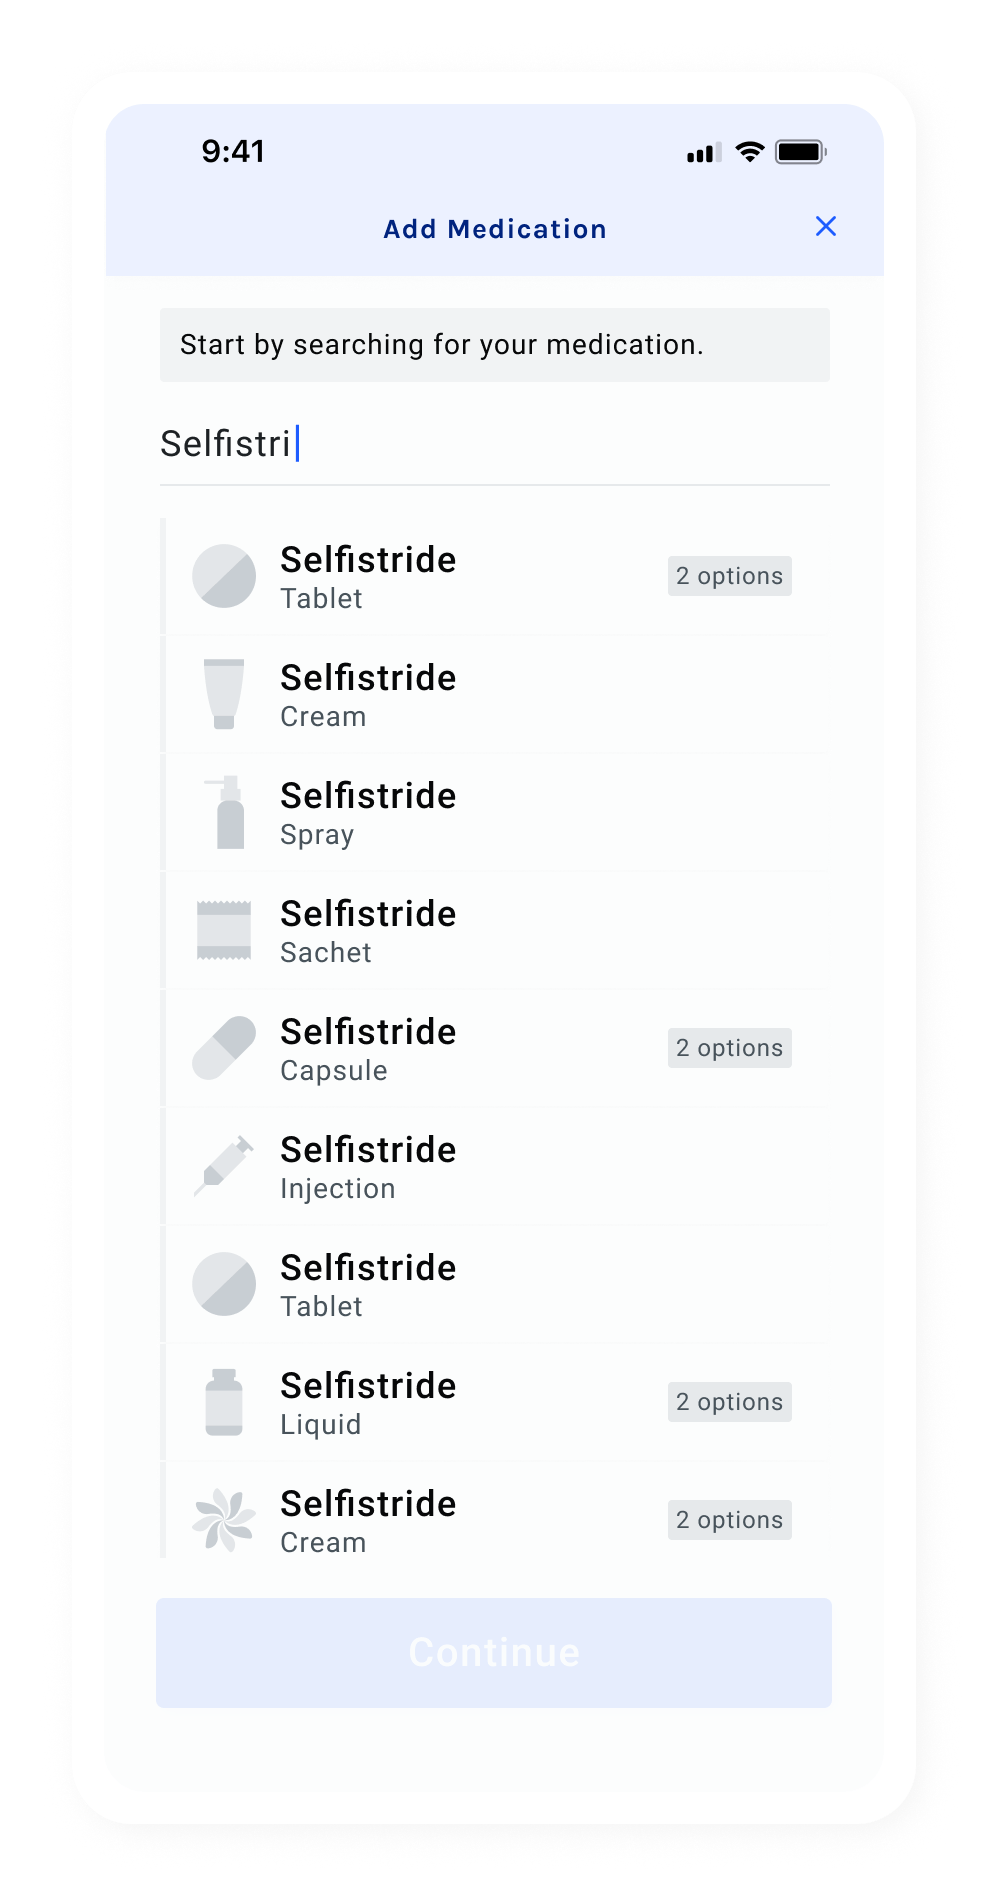 9:41
Add Medication
Start by searching for your medication.
Selfistri
Selfistride
Tablet
2 options
Selfistride
Cream
Selfistride
Spray
Selfistride
Sachet
Selfistride
Capsule
2 options
Selfistride
Injection
Selfistride
Tablet
Selfistride
Liquid
2 options
Selfistride
Cream
2 options
Continue